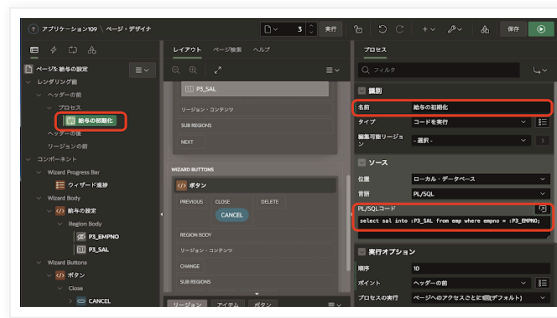 アプリケーション109 \ ページ・デザイナ
3
実行
保存
レイアウト
ページ検索
ヘルプ
プロセス
ページ3: 給与の設定
フィルタ
レンダリング前
ヘッダーの前
プロセス
給与の初期化
ヘッダーの後
リージョンの前
コンポーネント
Wizard Progress Bar
ウィザード進捗
Wizard Body
給与の設定
Region Body
P3_EMPNO
P3_SAL
Wizard Buttons
ボタン
Close
CANCEL
P3_SAL
リージョン・コンテンツ
SUB REGIONS
NEXT
WIZARD BUTTONS
ボタン
PREVIOUS
CLOSE
DELETE
CANCEL
REGION BODY
リージョン・コンテンツ
CHANGE
SUB REGIONS
リージョン
アイテム
ボタン
識別
名前
給与の初期化
タイプ
コードを実行
編集可能リージョン
- 選択 -
ソース
位置
ローカル・データベース
言語
PL/SQL
PL/SQLコード
select sal into :P3_SAL from emp where empno = :P3_EMPNO;
実行オプション
順序
10
ポイント
ヘッダーの前
プロセスの実行
ページへのアクセスごとに1回(デフォルト)